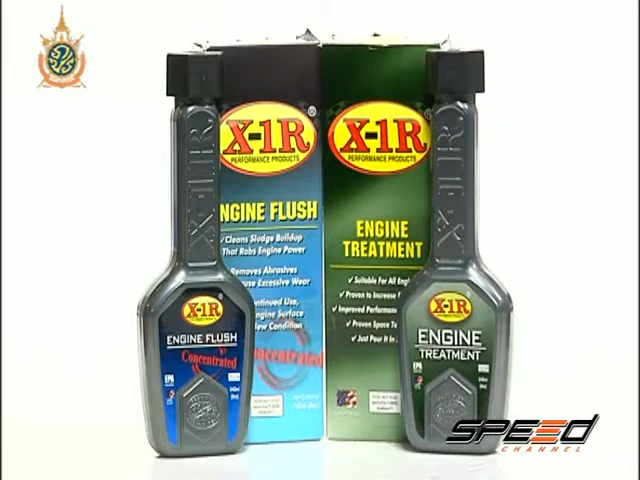 X-1R
PERFORMANCE PRODUCTS
ENGINE FLUSH
Cleans Sludge Buildup
That Robs Engine Power
Removes Abrasives
Excessive Wear
Continued Use,
Engine Surface
New Condition
Concentrated
X-1R
PERFORMANCE PRODUCTS
ENGINE
TREATMENT
Suitable For All
Proven to Increase
Improved Performance
Proven Space
Just Pour It In
X-1R
X-1R
ENGINE FLUSH
Concentrated
EPA
X-1R
X-1R
ENGINE
TREATMENT
EPA
SPEED
CHANNEL